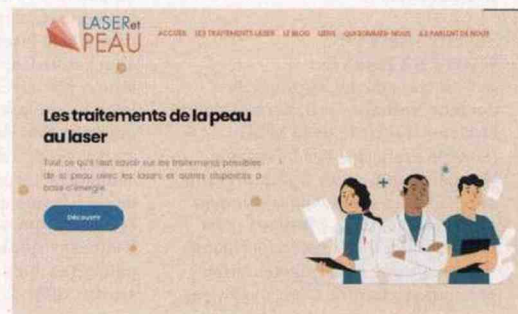 LASER et
PEAU
ACCUEIL LES TRAITEMENTS LASER LE BLOG LIENS QUI SOMMES-NOUS ILS PARLENT DE NOUS
Les traitements de la peau
au laser
Tout ce qu'il faut savoir sur les traitements possibles
de la peau avec les lasers et autres dispositifs à
base d'énergie.
Découvrir